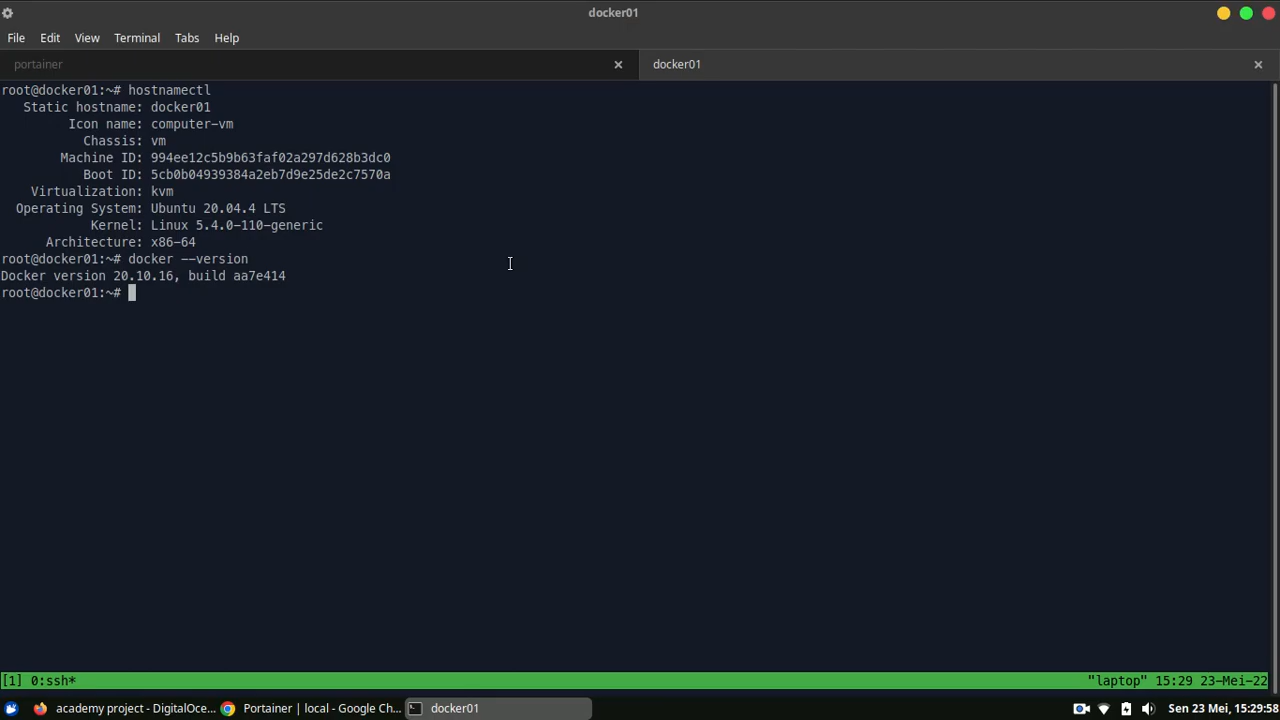 docker01
File Edit View Terminal Tabs Help
portainer
docker01
root@docker01:~# hostnamectl
Static hostname: docker01
Icon name: computer-vm
Chassis: vm
Machine ID: 994ee12c5b9b63faf02a297d628b3dc0
Boot ID: 5cb0b04939384a2eb7d9e25de2c7570a
Virtualization: kvm
Operating System: Ubuntu 20.04.4 LTS
Kernel: Linux 5.4.0-110-generic
Architecture: x86-64
root@docker01:~# docker --version
Docker version 20.10.16, build aa7e414
root@docker01:~#
[1] 0:ssh* "laptop" 15:29 23-Mei-22
academy project - DigitalOce... Portainer | local - Google Ch... docker01 Sen 23 Mei, 15:29:58